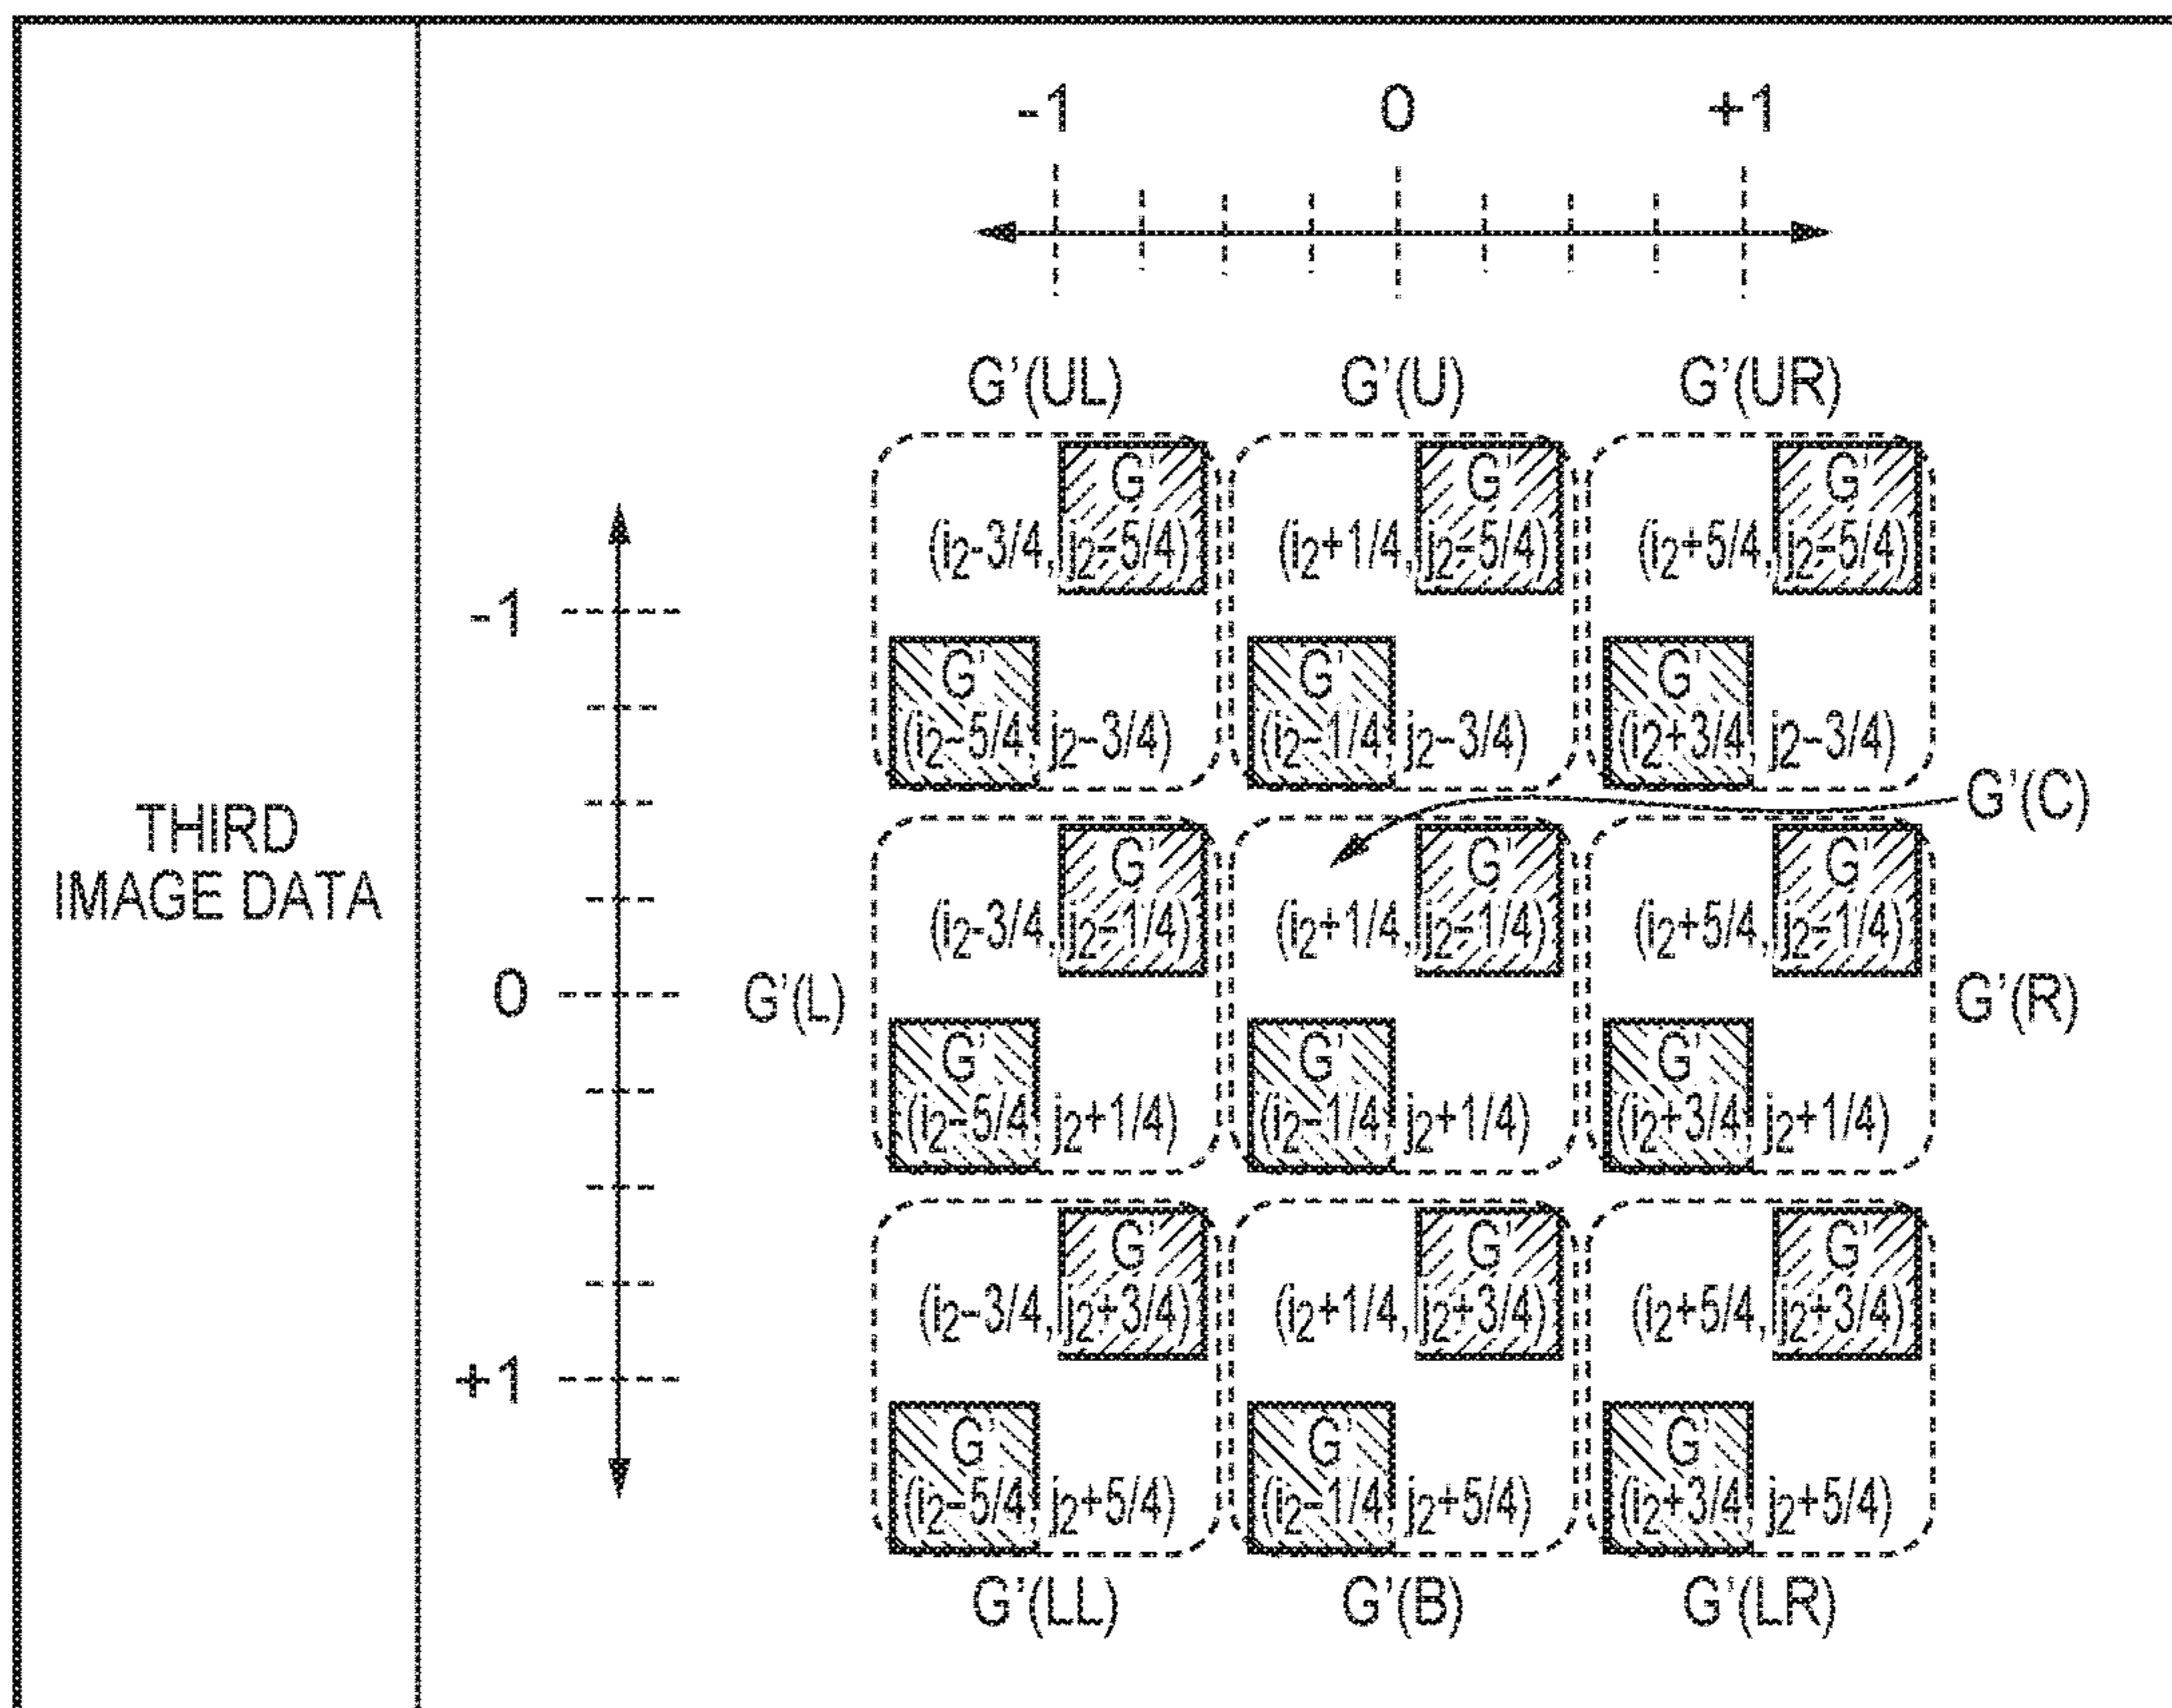 -1 0 +1
G'(UL) G'(U) G'(UR)
G' G' G'
(i2-3/4, j2-5/4) (i2+1/4, j2-5/4) (i2+5/4, j2-5/4)
-1
G' G' G'
(i2-5/4, j2-3/4) (i2-1/4, j2-3/4) (i2+3/4, j2-3/4)
G'(C)
THIRD
IMAGE DATA
G' G' G'
(i2-3/4, j2-1/4) (i2+1/4, j2-1/4) (i2+5/4, j2-1/4)
0 G'(L) G'(R)
G' G' G'
(i2-5/4, j2+1/4) (i2-1/4, j2+1/4) (i2+3/4, j2+1/4)
G' G' G'
(i2-3/4, j2+3/4) (i2+1/4, j2+3/4) (i2+5/4, j2+3/4)
+1
G' G' G'
(i2-5/4, j2+5/4) (i2-1/4, j2+5/4) (i2+3/4, j2+5/4)
G'(LL) G'(B) G'(LR)